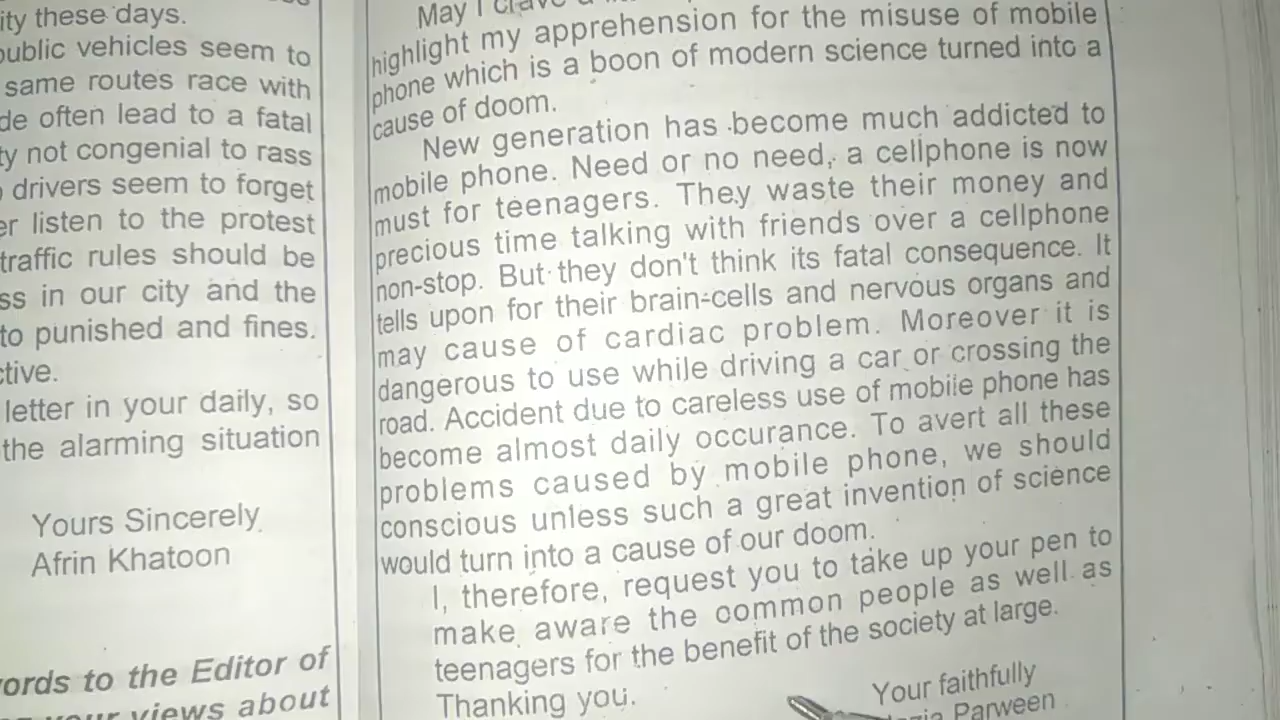 ity these days.
public vehicles seem to
same routes race with
de often lead to a fatal
ty not congenial to rass
drivers seem to forget
er listen to the protest
traffic rules should be
ss in our city and the
to punished and fines.
ctive.
letter in your daily, so
the alarming situation
Yours Sincerely
Afrin Khatoon
ords to the Editor of
your views about
May I crave a
highlight my apprehension for the misuse of mobile
phone which is a boon of modern science turned into a
cause of doom.
New generation has become much addicted to
mobile phone. Need or no need, a cellphone is now
must for teenagers. They waste their money and
precious time talking with friends over a cellphone
non-stop. But they don't think its fatal consequence. It
tells upon for their brain-cells and nervous organs and
may cause of cardiac problem. Moreover it is
dangerous to use while driving a car or crossing the
road. Accident due to careless use of mobile phone has
become almost daily occurance. To avert all these
problems caused by mobile phone, we should
conscious unless such a great invention of science
would turn into a cause of our doom.
I, therefore, request you to take up your pen to
make aware the common people as well as
teenagers for the benefit of the society at large.
Thanking you.
Your faithfully
Parween